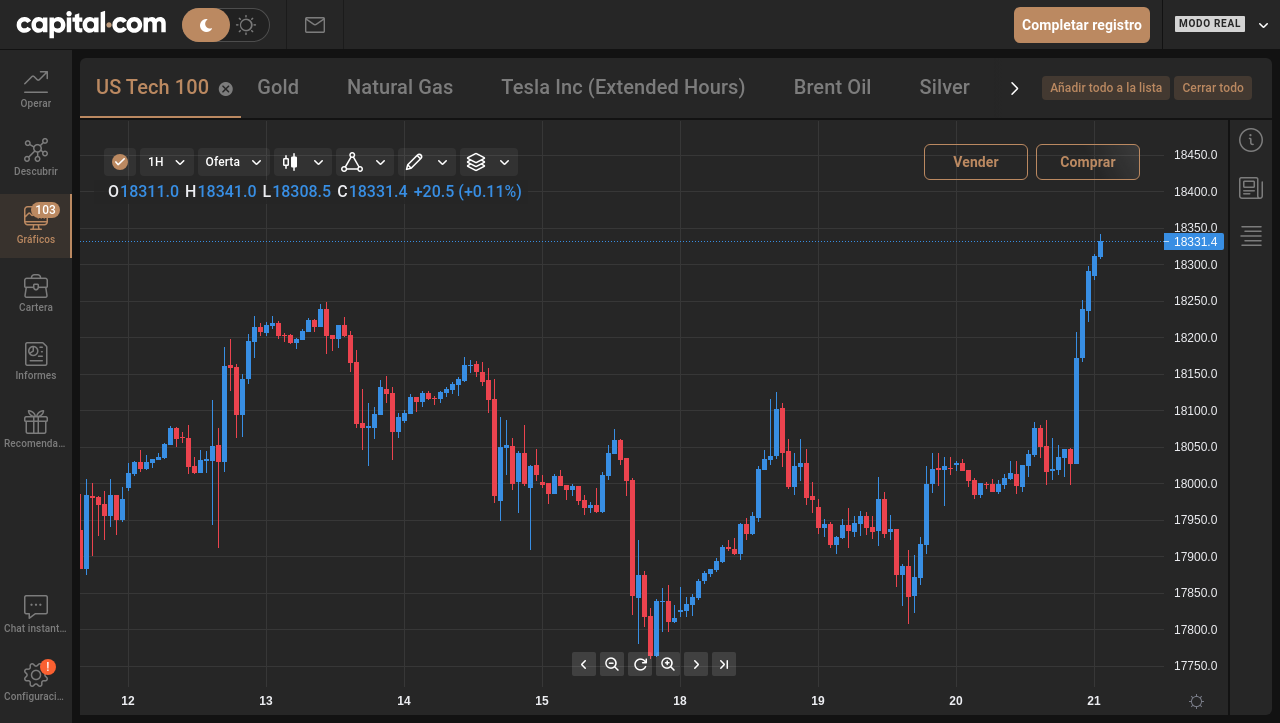 capital.com
Completar registro
MODO REAL
Operar
Descubrir
103
Gráficos
Cartera
Informes
Recomenda...
Chat instant...
!
Configuraci...
US Tech 100
Gold
Natural Gas
Tesla Inc (Extended Hours)
Brent Oil
Silver
Añadir todo a la lista
Cerrar todo
1H
Oferta
Vender
Comprar
O18311.0 H18341.0 L18308.5 C18331.4 +20.5 (+0.11%)
18450.0
18400.0
18350.0
18331.4
18300.0
18250.0
18200.0
18150.0
18100.0
18050.0
18000.0
17950.0
17900.0
17850.0
17800.0
17750.0
12 13 14 15 18 19 20 21